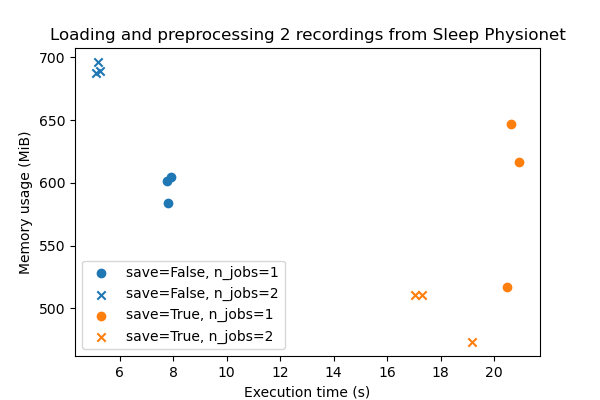 Loading and preprocessing 2 recordings from Sleep Physionet
700
650
600
550
500
Memory usage (MiB)
save=False, n_jobs=1
save=False, n_jobs=2
save=True, n_jobs=1
save=True, n_jobs=2
6 8 10 12 14 16 18 20
Execution time (s)